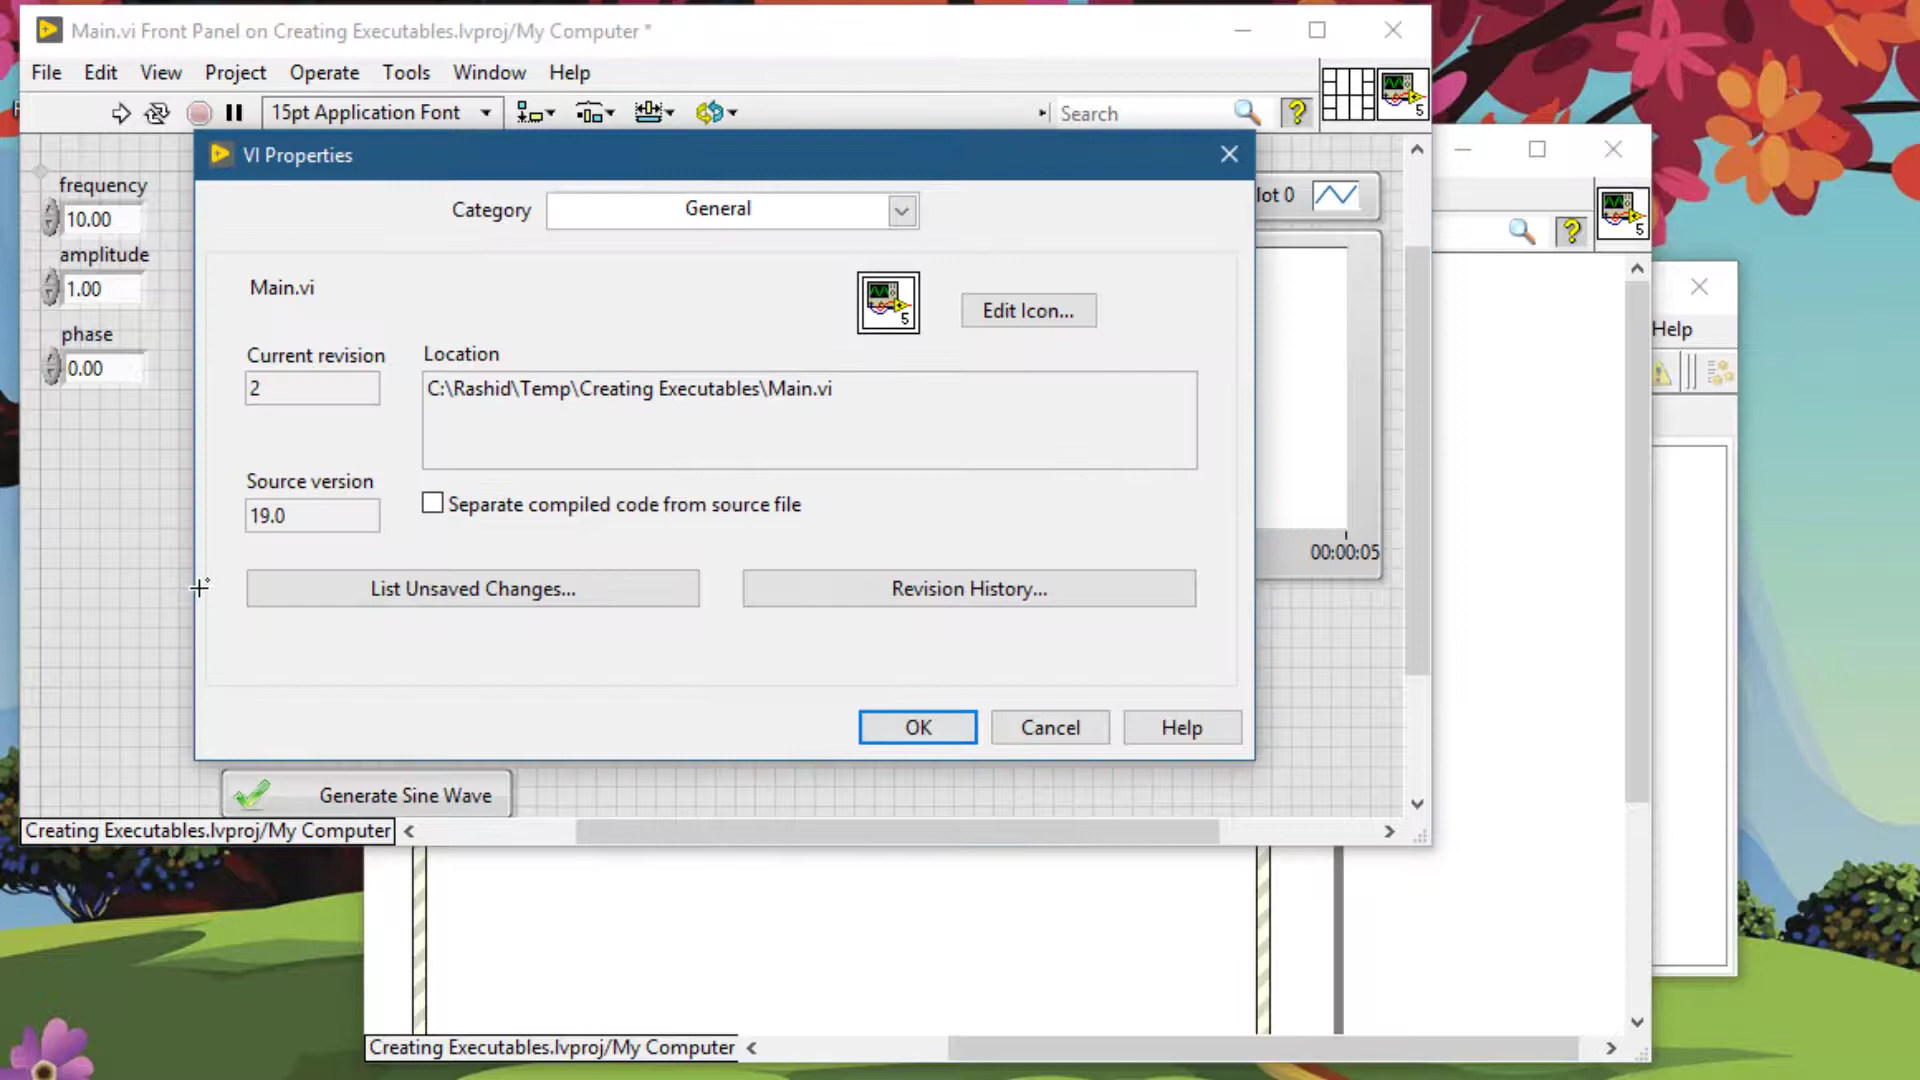 Main.vi Front Panel on Creating Executables.lvproj/My Computer *
File Edit View Project Operate Tools Window Help
15pt Application Font
Search
5
frequency
10.00
amplitude
1.00
phase
0.00
VI Properties
Category General
Main.vi
5
Edit Icon...
Current revision
2
Location
C:\Rashid\Temp\Creating Executables\Main.vi
Source version
19.0
Separate compiled code from source file
List Unsaved Changes...
Revision History...
OK
Cancel
Help
lot 0
00:00:05
5
Help
Generate Sine Wave
Creating Executables.lvproj/My Computer
Creating Executables.lvproj/My Computer